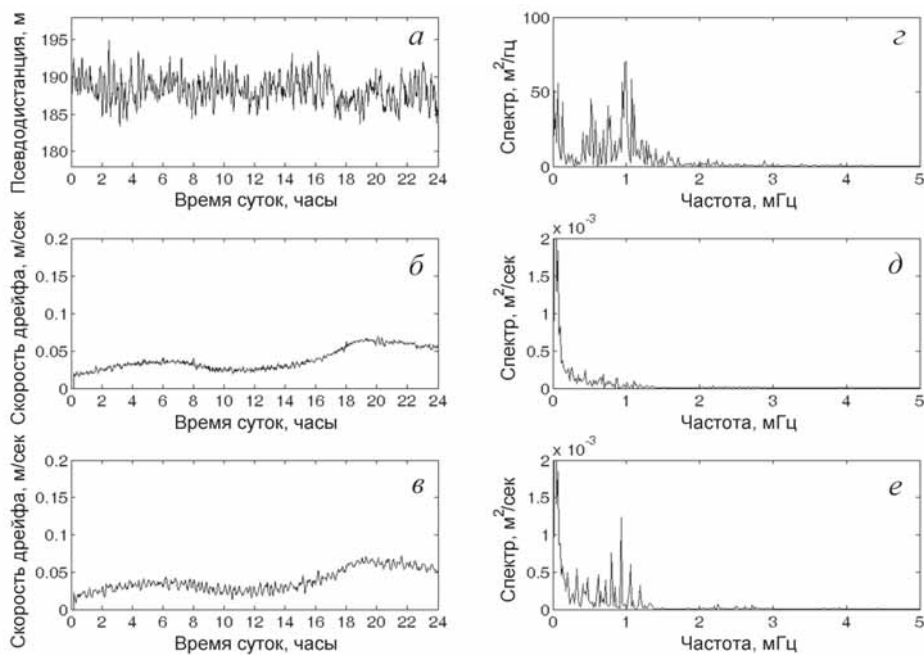 Псевдодистанция, м
195
190
185
180
а
0 2 4 6 8 10 12 14 16 18 20 22 24
Время суток, часы
Спектр, м²/гц
100
50
0
г
0 1 2 3 4 5
Частота, мГц
Скорость дрейфа, м/сек
0.2
0.15
0.1
0.05
0
б
0 2 4 6 8 10 12 14 16 18 20 22 24
Время суток, часы
Спектр, м²/сек
x 10⁻³
2
1.5
1
0.5
0
д
0 1 2 3 4 5
Частота, мГц
Скорость дрейфа, м/сек
0.2
0.15
0.1
0.05
0
в
0 2 4 6 8 10 12 14 16 18 20 22 24
Время суток, часы
Спектр, м²/сек
x 10⁻³
2
1.5
1
0.5
0
е
0 1 2 3 4 5
Частота, мГц